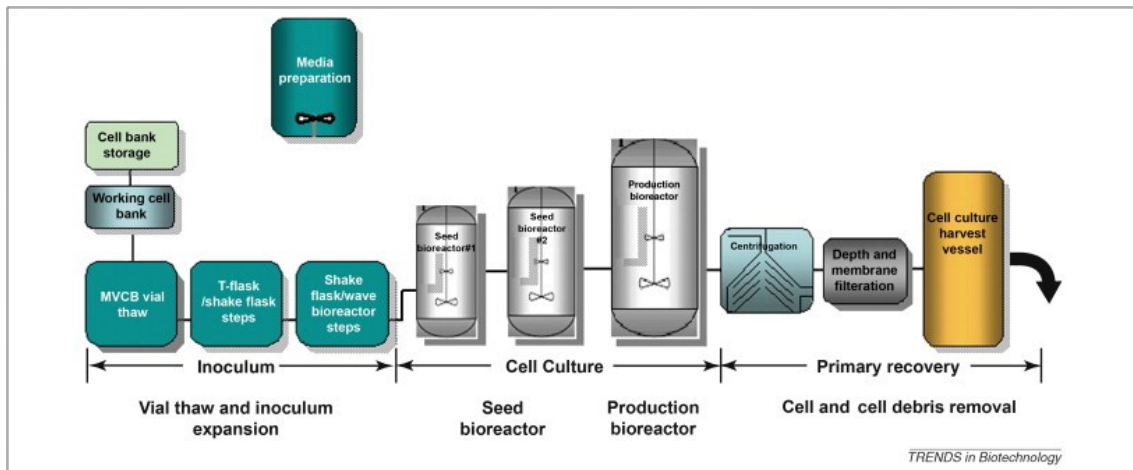 Media
preparation
Cell bank
storage
Working cell
bank
MVCB vial
thaw
T-flask
/shake flask
steps
Shake
flask/wave
bioreactor
steps
Seed
bioreactor#1
Seed
bioreactor
#2
Production
bioreactor
Centrifugation
Depth and
membrane
filteration
Cell culture
harvest
vessel
Inoculum
Cell Culture
Primary recovery
Vial thaw and inoculum
expansion
Seed
bioreactor
Production
bioreactor
Cell and cell debris removal
TRENDS in Biotechnology